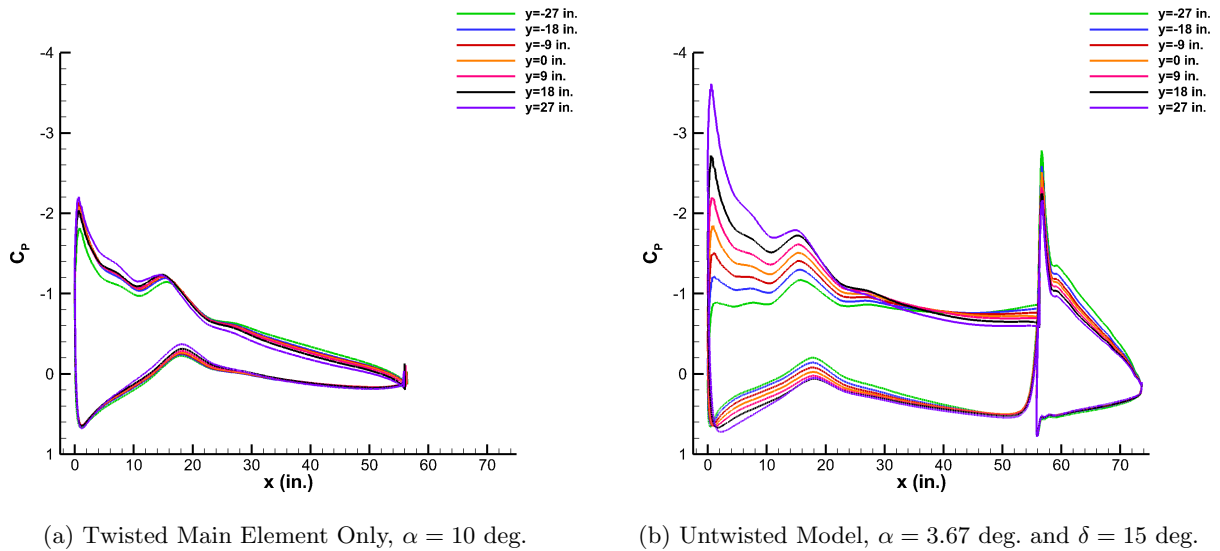 y=-27 in.
y=-18 in.
y=-9 in.
y=0 in.
y=9 in.
y=18 in.
y=27 in.
-4
-3
-2
-1
0
1
C_P
0 10 20 30 40 50 60 70
x (in.)
(a) Twisted Main Element Only, α = 10 deg.
y=-27 in.
y=-18 in.
y=-9 in.
y=0 in.
y=9 in.
y=18 in.
y=27 in.
-4
-3
-2
-1
0
1
C_P
0 10 20 30 40 50 60 70
x (in.)
(b) Untwisted Model, α = 3.67 deg. and δ = 15 deg.